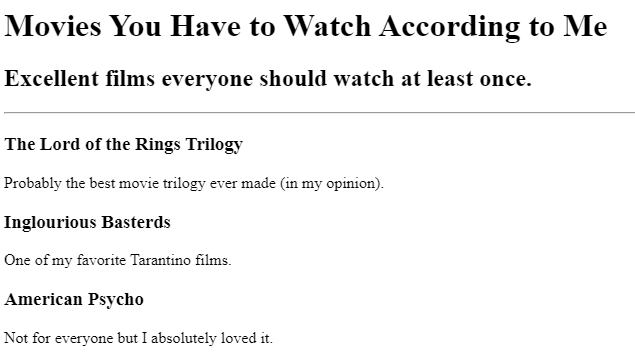 Movies You Have to Watch According to Me
Excellent films everyone should watch at least once.
The Lord of the Rings Trilogy
Probably the best movie trilogy ever made (in my opinion).
Inglourious Basterds
One of my favorite Tarantino films.
American Psycho
Not for everyone but I absolutely loved it.